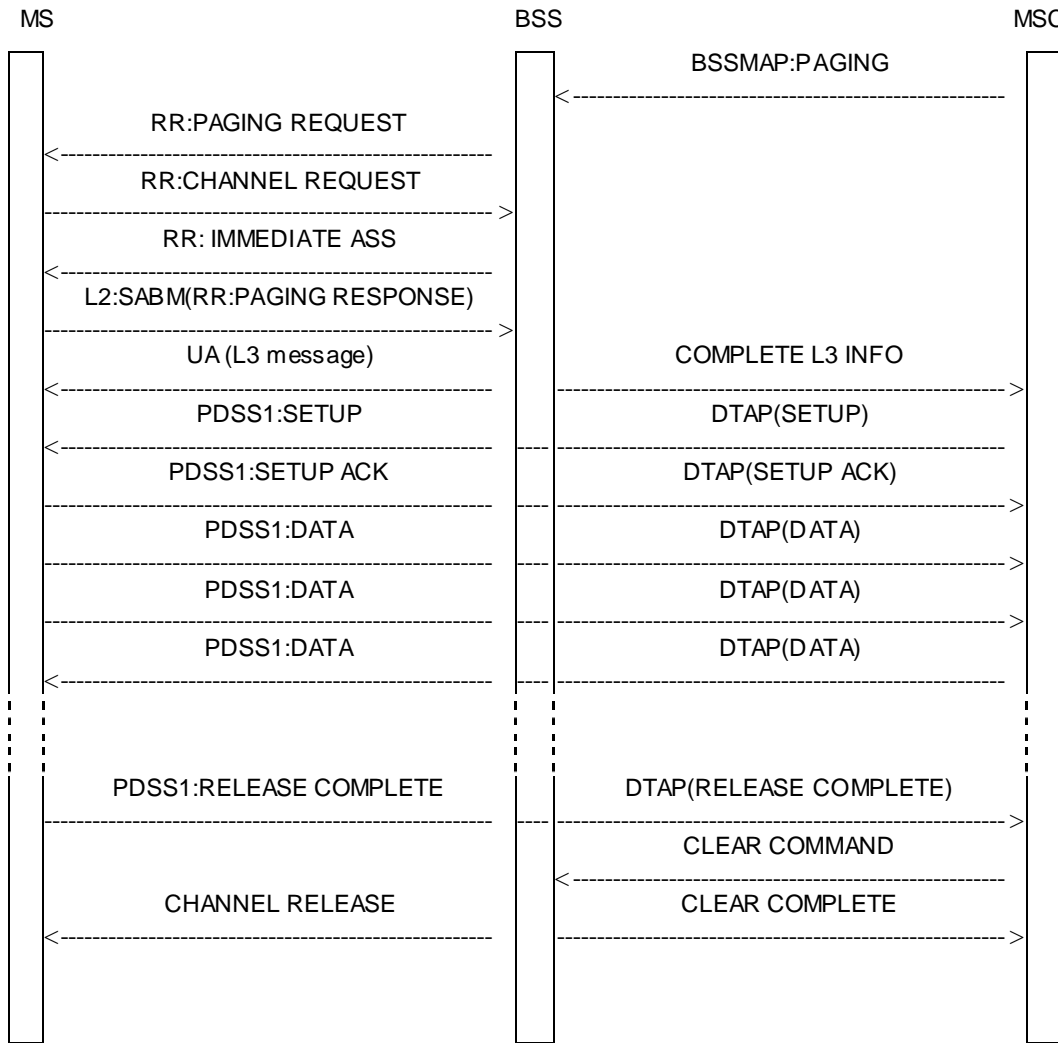 MS BSS MSC
BSSMAP:PAGING
RR:PAGING REQUEST
RR:CHANNEL REQUEST
RR: IMMEDIATE ASS
L2:SABM(RR:PAGING RESPONSE)
UA (L3 message) COMPLETE L3 INFO
PDSS1:SETUP DTAP(SETUP)
PDSS1:SETUP ACK DTAP(SETUP ACK)
PDSS1:DATA DTAP(DATA)
PDSS1:DATA DTAP(DATA)
PDSS1:DATA DTAP(DATA)
PDSS1:RELEASE COMPLETE DTAP(RELEASE COMPLETE)
CLEAR COMMAND
CHANNEL RELEASE CLEAR COMPLETE